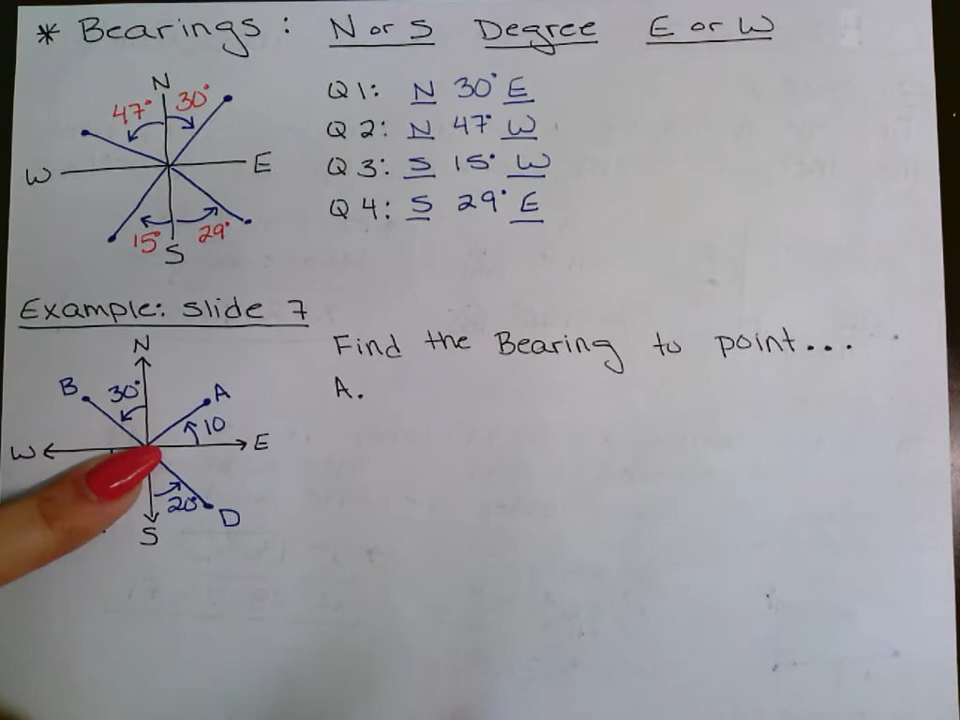 * Bearings: N or S Degree E or W
N
47° 30°
W E
15° 29°
S
Q1: N 30° E
Q2: N 47° W
Q3: S 15° W
Q4: S 29° E
Example: Slide 7
N
B 30° A
10
W E
20°
D
S
Find the Bearing to point...
A.